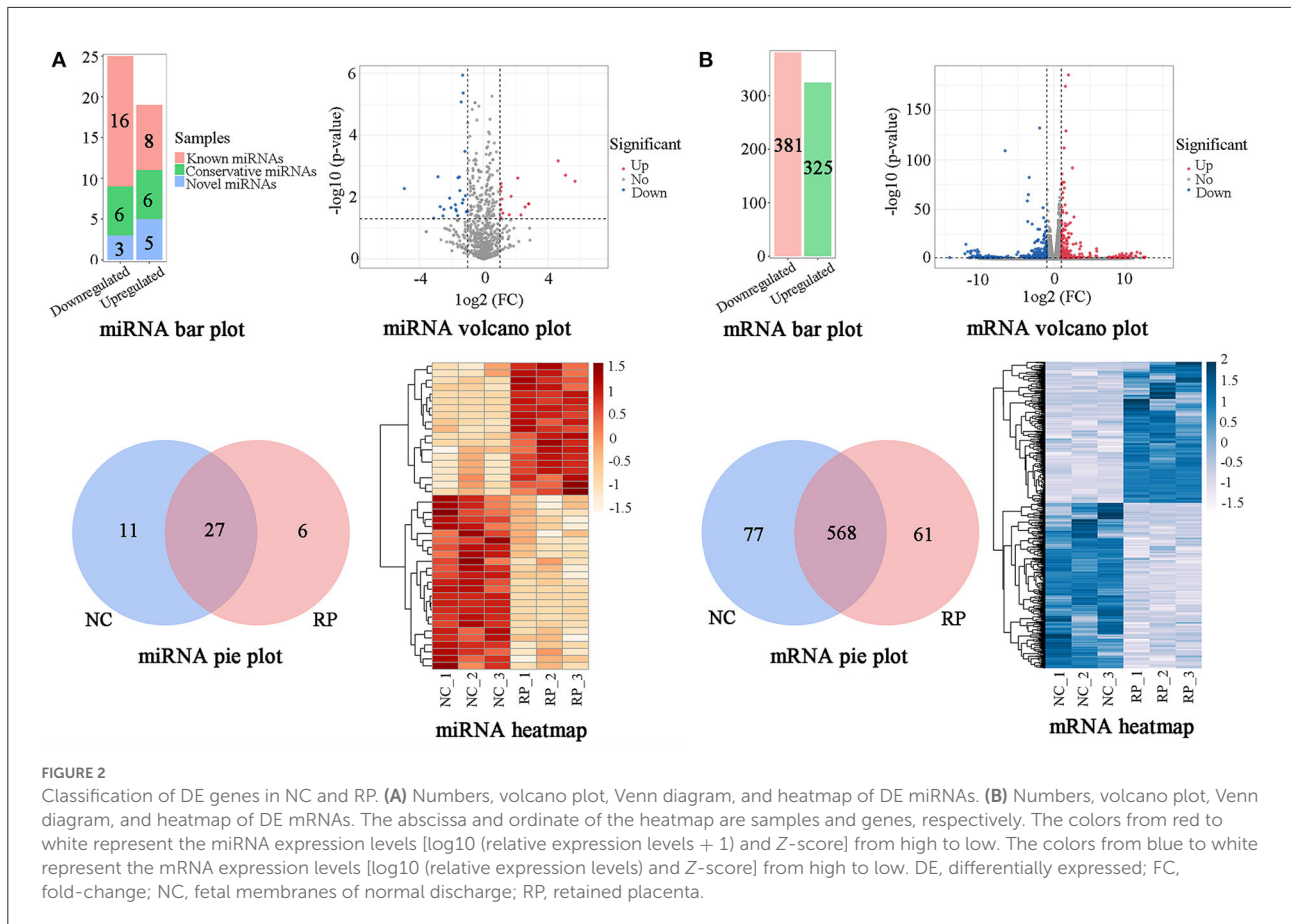 A
25
20
15
10
5
0
16
6
3
8
6
5
Downregulated
Upregulated
Samples
Known miRNAs
Conservative miRNAs
Novel miRNAs
miRNA bar plot
6
4
2
0
-log10 (p-value)
-4
0
4
log2 (FC)
Significant
Up
No
Down
miRNA volcano plot
B
300
200
100
0
381
325
Downregulated
Upregulated
mRNA bar plot
150
100
50
0
-log10 (p-value)
-10
0
10
log2 (FC)
Significant
Up
No
Down
mRNA volcano plot
11
27
6
NC
RP
miRNA pie plot
1.5
1
0.5
0
-0.5
-1
-1.5
NC_1
NC_2
NC_3
RP_1
RP_2
RP_3
miRNA heatmap
77
568
61
NC
RP
mRNA pie plot
2
1.5
1
0.5
0
-0.5
-1
-1.5
NC_1
NC_2
NC_3
RP_1
RP_2
RP_3
mRNA heatmap
FIGURE 2
Classification of DE genes in NC and RP. (A) Numbers, volcano plot, Venn diagram, and heatmap of DE miRNAs. (B) Numbers, volcano plot, Venn
diagram, and heatmap of DE mRNAs. The abscissa and ordinate of the heatmap are samples and genes, respectively. The colors from red to
white represent the miRNA expression levels [log10 (relative expression levels + 1) and Z-score] from high to low. The colors from blue to white
represent the mRNA expression levels [log10 (relative expression levels) and Z-score] from high to low. DE, differentially expressed; FC,
fold-change; NC, fetal membranes of normal discharge; RP, retained placenta.